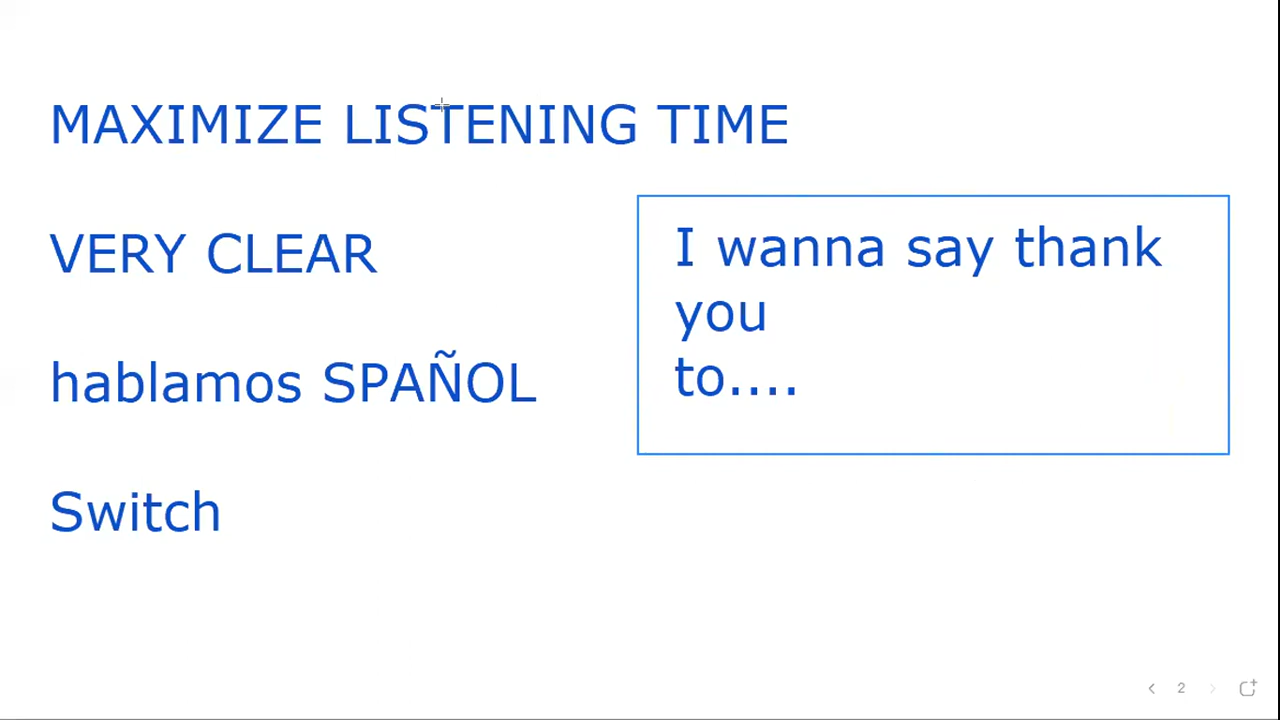 MAXIMIZE LISTENING TIME
VERY CLEAR
hablamos SPAÑOL
Switch
I wanna say thank
you
to....
2